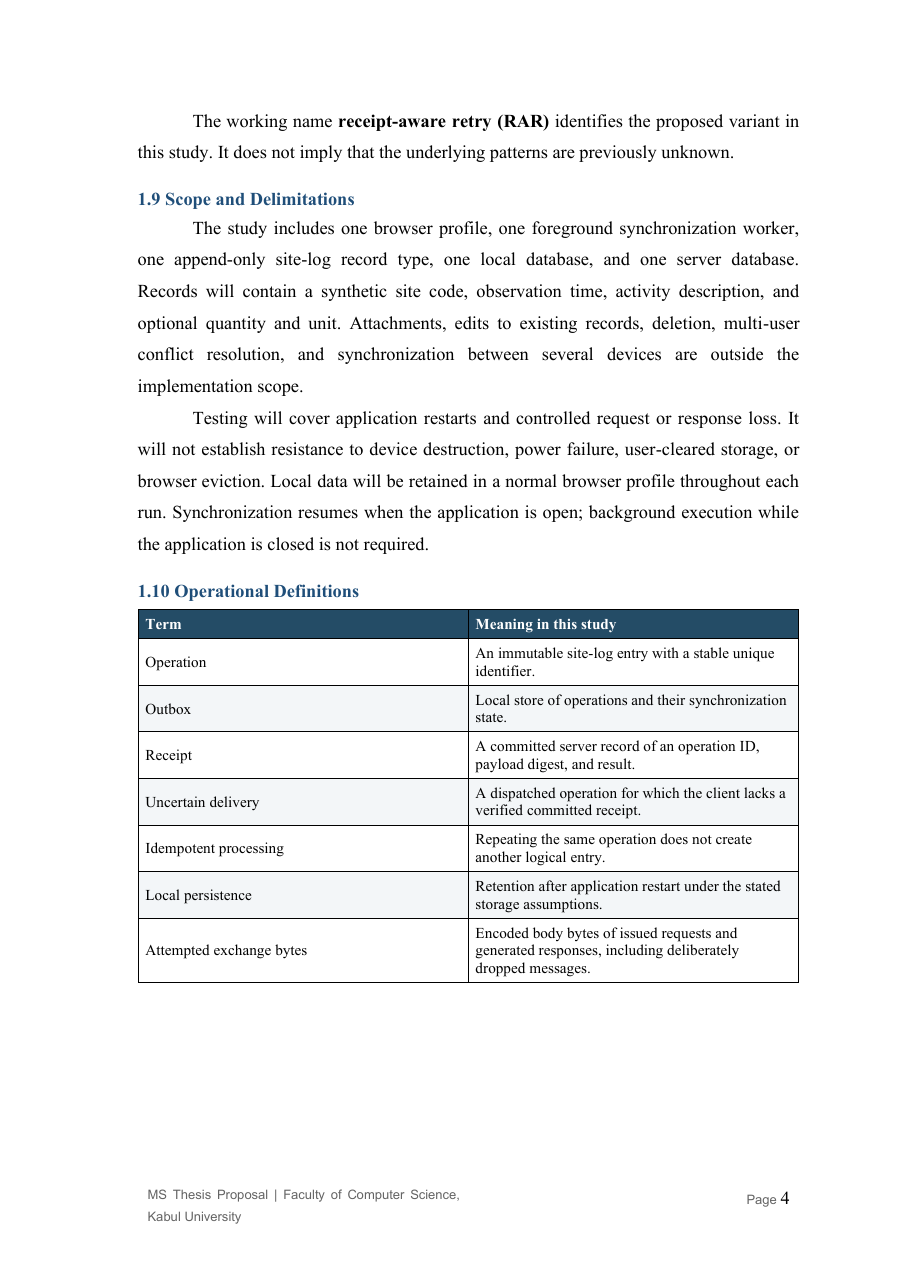 The working name receipt-aware retry (RAR) identifies the proposed variant in
this study. It does not imply that the underlying patterns are previously unknown.
1.9 Scope and Delimitations
The study includes one browser profile, one foreground synchronization worker,
one append-only site-log record type, one local database, and one server database.
Records will contain a synthetic site code, observation time, activity description, and
optional quantity and unit. Attachments, edits to existing records, deletion, multi-user
conflict resolution, and synchronization between several devices are outside the
implementation scope.
Testing will cover application restarts and controlled request or response loss. It
will not establish resistance to device destruction, power failure, user-cleared storage, or
browser eviction. Local data will be retained in a normal browser profile throughout each
run. Synchronization resumes when the application is open; background execution while
the application is closed is not required.
1.10 Operational Definitions
Term
Meaning in this study
Operation
An immutable site-log entry with a stable unique
identifier.
Outbox
Local store of operations and their synchronization
state.
Receipt
A committed server record of an operation ID,
payload digest, and result.
Uncertain delivery
A dispatched operation for which the client lacks a
verified committed receipt.
Idempotent processing
Repeating the same operation does not create
another logical entry.
Local persistence
Retention after application restart under the stated
storage assumptions.
Attempted exchange bytes
Encoded body bytes of issued requests and
generated responses, including deliberately
dropped messages.
MS Thesis Proposal | Faculty of Computer Science,
Kabul University
Page 4